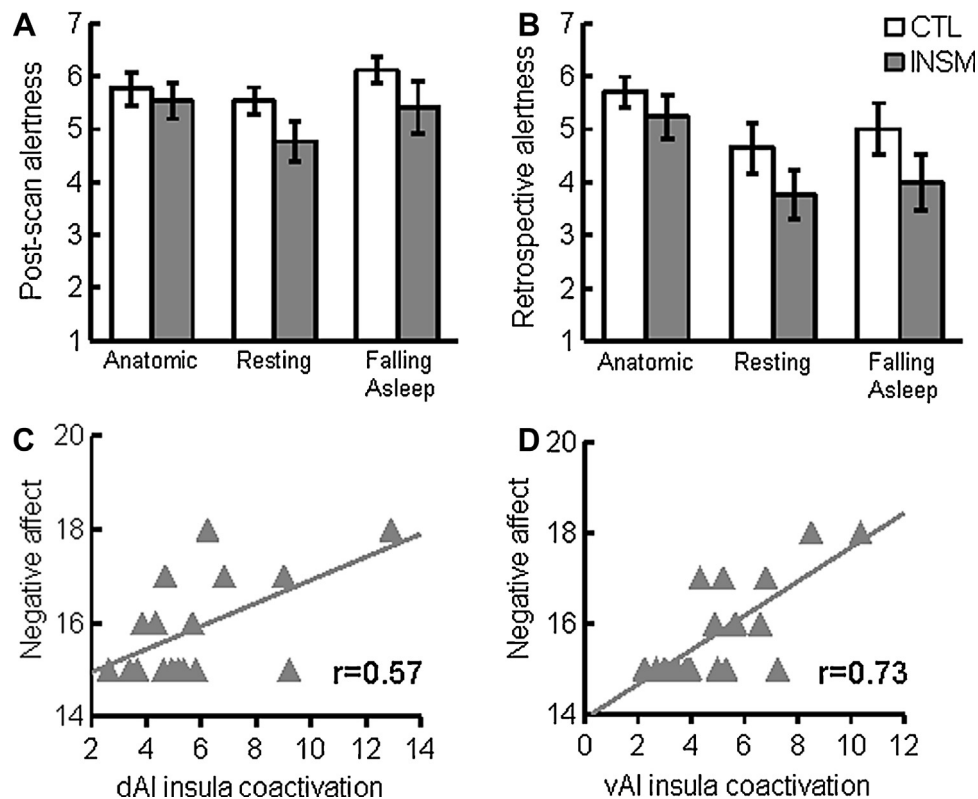 A
Post-scan alertness
7
6
5
4
3
2
1
Anatomic
Resting
Falling
Asleep
B
Retrospective alertness
7
6
5
4
3
2
1
Anatomic
Resting
Falling
Asleep
CTL
INSM
C
Negative affect
20
18
16
14
2 4 6 8 10 12 14
dAI insula coactivation
r=0.57
D
Negative affect
20
18
16
14
0 2 4 6 8 10 12
vAI insula coactivation
r=0.73